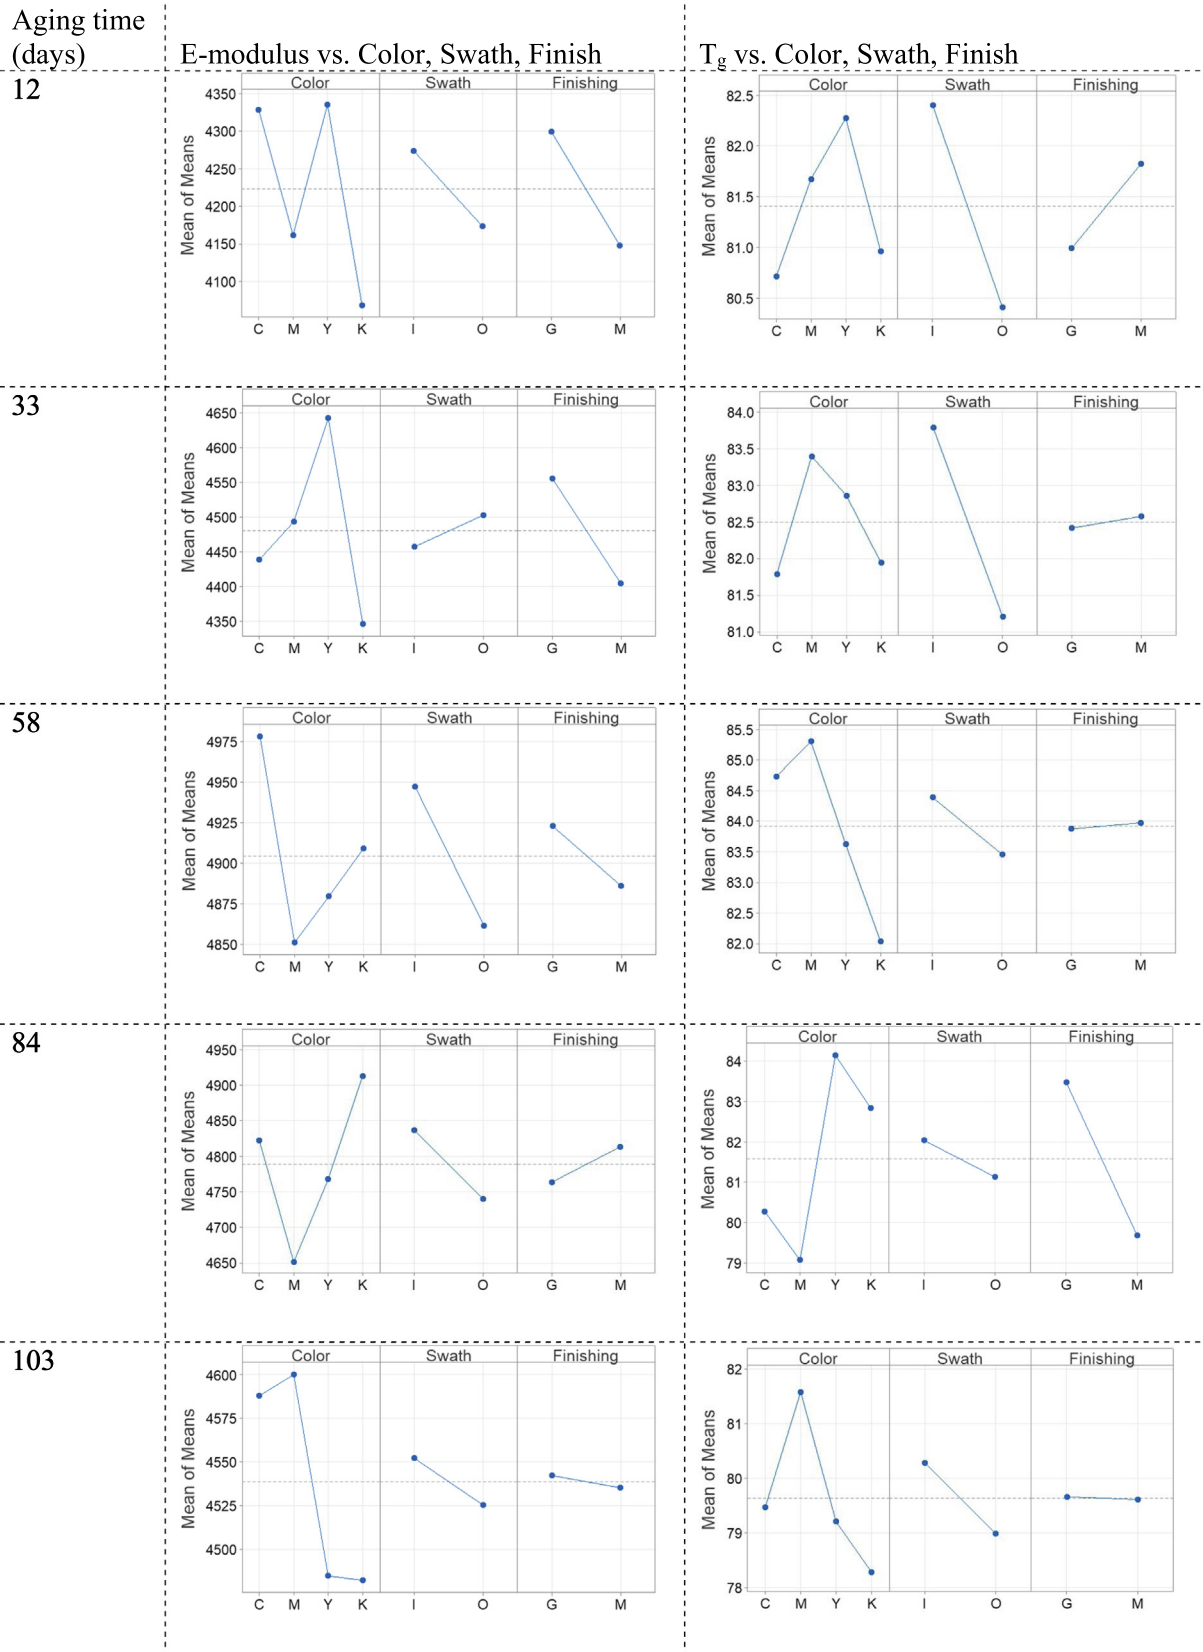 Aging time
(days)
E-modulus vs. Color, Swath, Finish
Tg vs. Color, Swath, Finish
12
Color Swath Finishing
Mean of Means
4350
4300
4250
4200
4150
4100
C M Y K I O G M
Color Swath Finishing
Mean of Means
82.5
82.0
81.5
81.0
80.5
C M Y K I O G M
33
Color Swath Finishing
Mean of Means
4650
4600
4550
4500
4450
4400
4350
C M Y K I O G M
Color Swath Finishing
Mean of Means
84.0
83.5
83.0
82.5
82.0
81.5
81.0
C M Y K I O G M
58
Color Swath Finishing
Mean of Means
4975
4950
4925
4900
4875
4850
C M Y K I O G M
Color Swath Finishing
Mean of Means
85.5
85.0
84.5
84.0
83.5
83.0
82.5
82.0
C M Y K I O G M
84
Color Swath Finishing
Mean of Means
4950
4900
4850
4800
4750
4700
4650
C M Y K I O G M
Color Swath Finishing
Mean of Means
84
83
82
81
80
79
C M Y K I O G M
103
Color Swath Finishing
Mean of Means
4600
4575
4550
4525
4500
C M Y K I O G M
Color Swath Finishing
Mean of Means
82
81
80
79
78
C M Y K I O G M